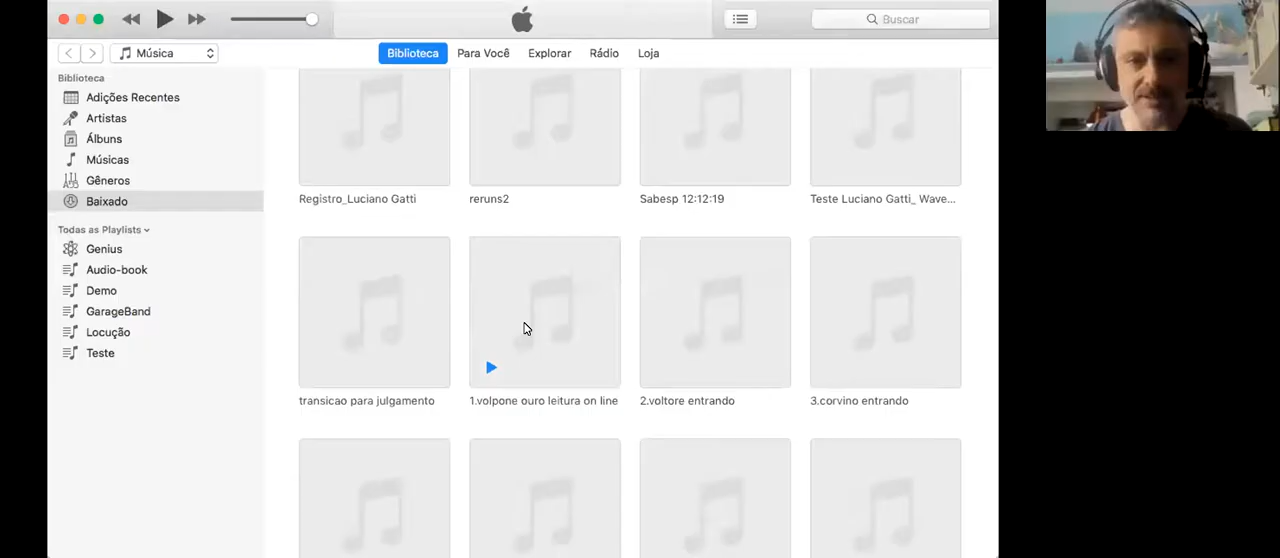 Buscar
Música
Biblioteca
Para Você
Explorar
Rádio
Loja
Biblioteca
Adições Recentes
Artistas
Álbuns
Músicas
Gêneros
Baixado
Todas as Playlists
Genius
Audio-book
Demo
GarageBand
Locução
Teste
Registro_Luciano Gatti
reruns2
Sabesp 12:12:19
Teste Luciano Gatti_ Wave...
transicao para julgamento
1.volpone ouro leitura on line
2.voltore entrando
3.corvino entrando